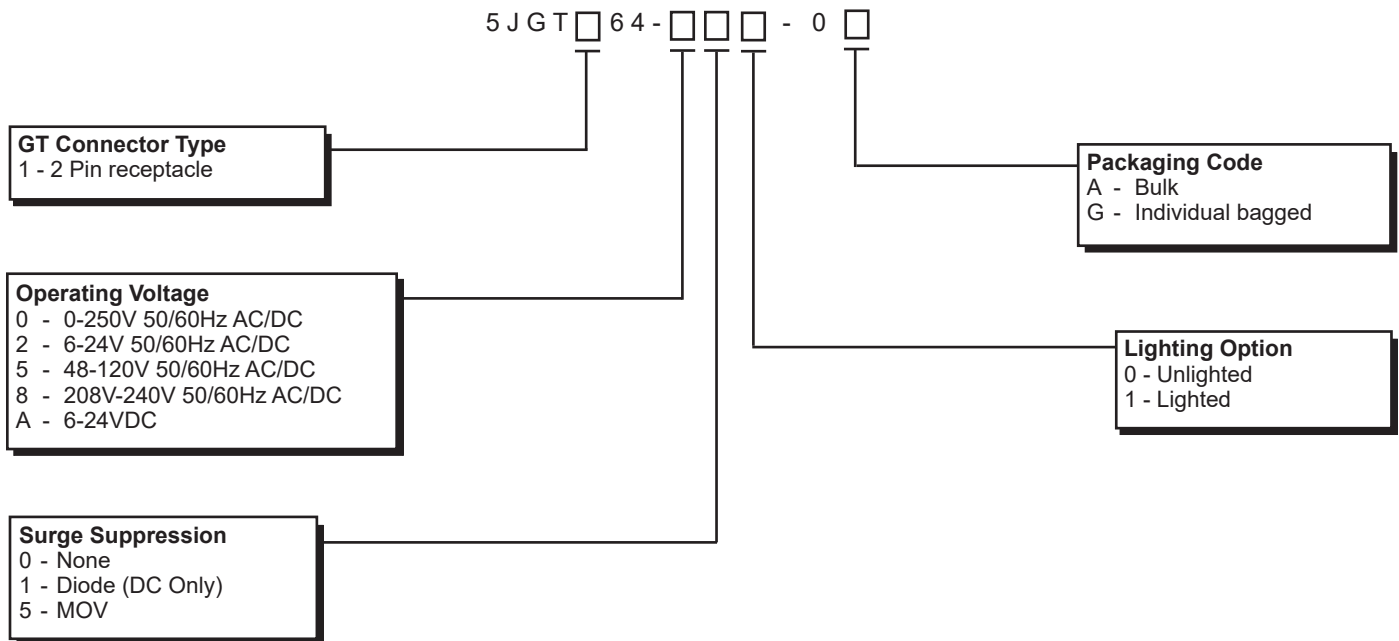 5JGT□64-□□□-0□
GT Connector Type
1 - 2 Pin receptacle
Operating Voltage
0 - 0-250V 50/60Hz AC/DC
2 - 6-24V 50/60Hz AC/DC
5 - 48-120V 50/60Hz AC/DC
8 - 208V-240V 50/60Hz AC/DC
A - 6-24VDC
Surge Suppression
0 - None
1 - Diode (DC Only)
5 - MOV
Packaging Code
A - Bulk
G - Individual bagged
Lighting Option
0 - Unlighted
1 - Lighted